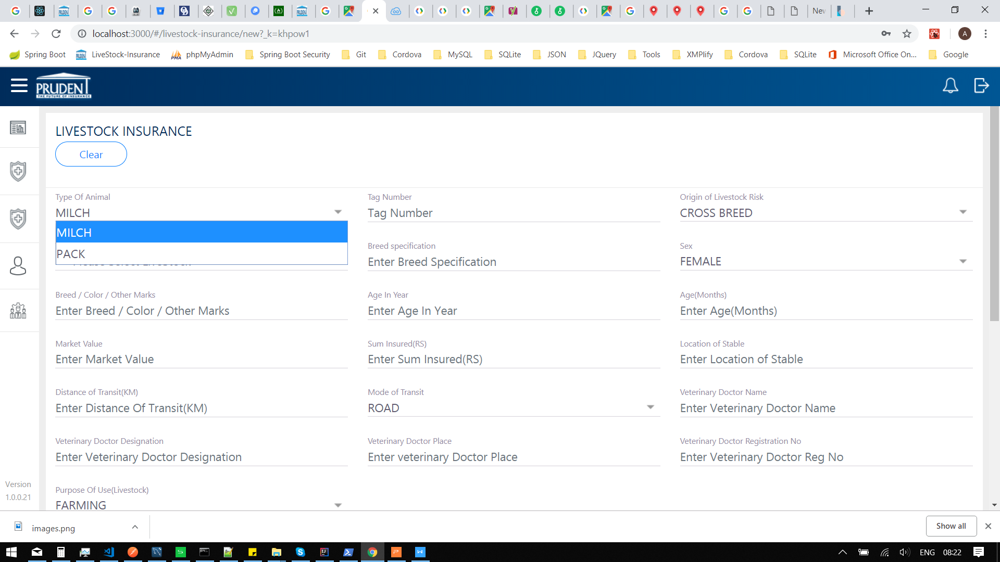 New
localhost:3000/#/livestock-insurance/new?_k=khpow1
A
Spring Boot LiveStock-Insurance phpMyAdmin Spring Boot Security Git Cordova MySQL SQLite JSON JQuery Tools XMPlify Cordova SQLite Microsoft Office On... Google
PRUDENT
THE FUTURE OF INSURANCE
LIVESTOCK INSURANCE
Clear
Type Of Animal Tag Number Origin of Livestock Risk
MILCH Tag Number CROSS BREED
MILCH
PACK
Breed specification Sex
Enter Breed Specification FEMALE
Breed / Color / Other Marks Age In Year Age(Months)
Enter Breed / Color / Other Marks Enter Age In Year Enter Age(Months)
Market Value Sum Insured(RS) Location of Stable
Enter Market Value Enter Sum Insured(RS) Enter Location of Stable
Distance of Transit(KM) Mode of Transit Veterinary Doctor Name
Enter Distance Of Transit(KM) ROAD Enter Veterinary Doctor Name
Veterinary Doctor Designation Veterinary Doctor Place Veterinary Doctor Registration No
Enter Veterinary Doctor Designation Enter veterinary Doctor Place Enter Veterinary Doctor Reg No
Purpose Of Use(Livestock)
FARMING
Version
1.0.0.21
images.png Show all
ENG 08:22